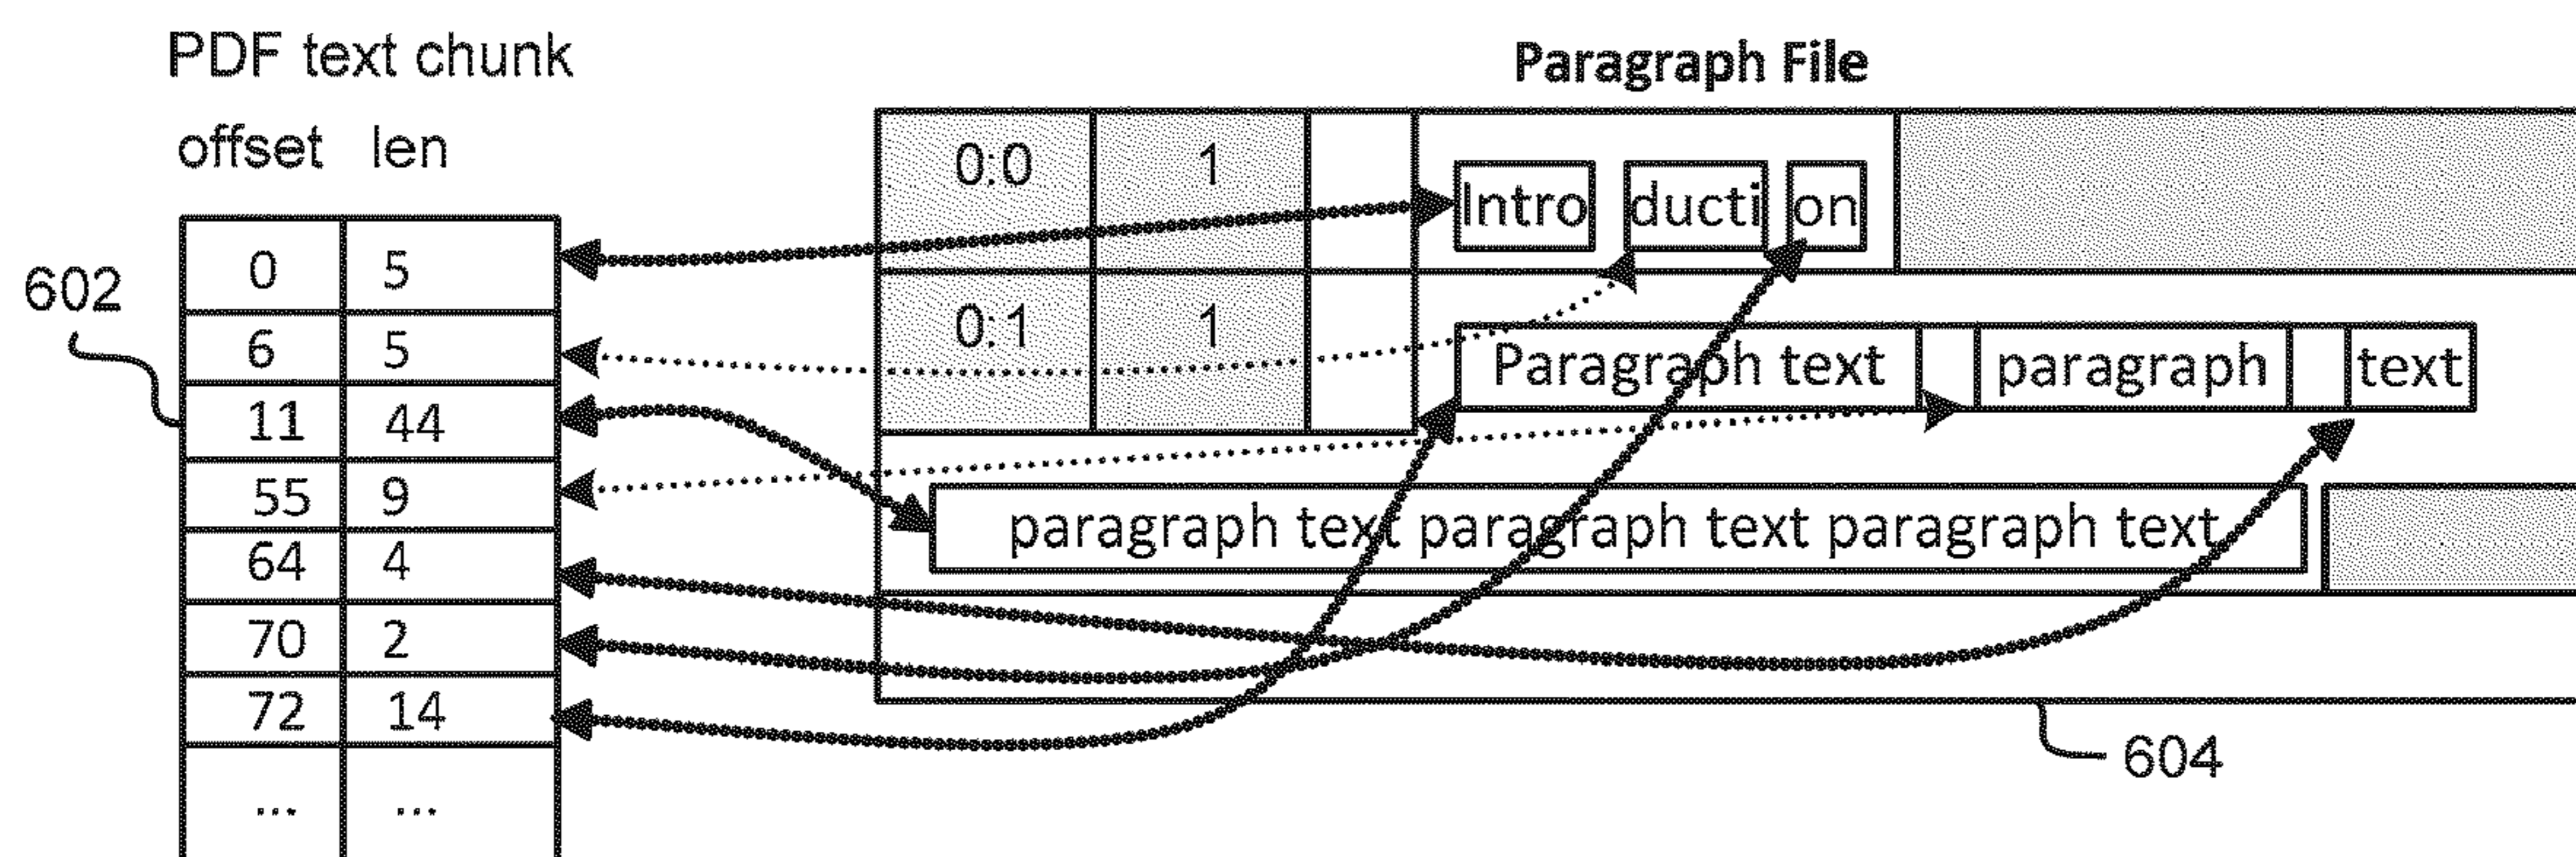 PDF text chunk
offset len
602
0 5
6 5
11 44
55 9
64 4
70 2
72 14
... ...
Paragraph File
0:0 1 Intro ducti on
0:1 1 Paragraph text paragraph text
paragraph text paragraph text paragraph text
604